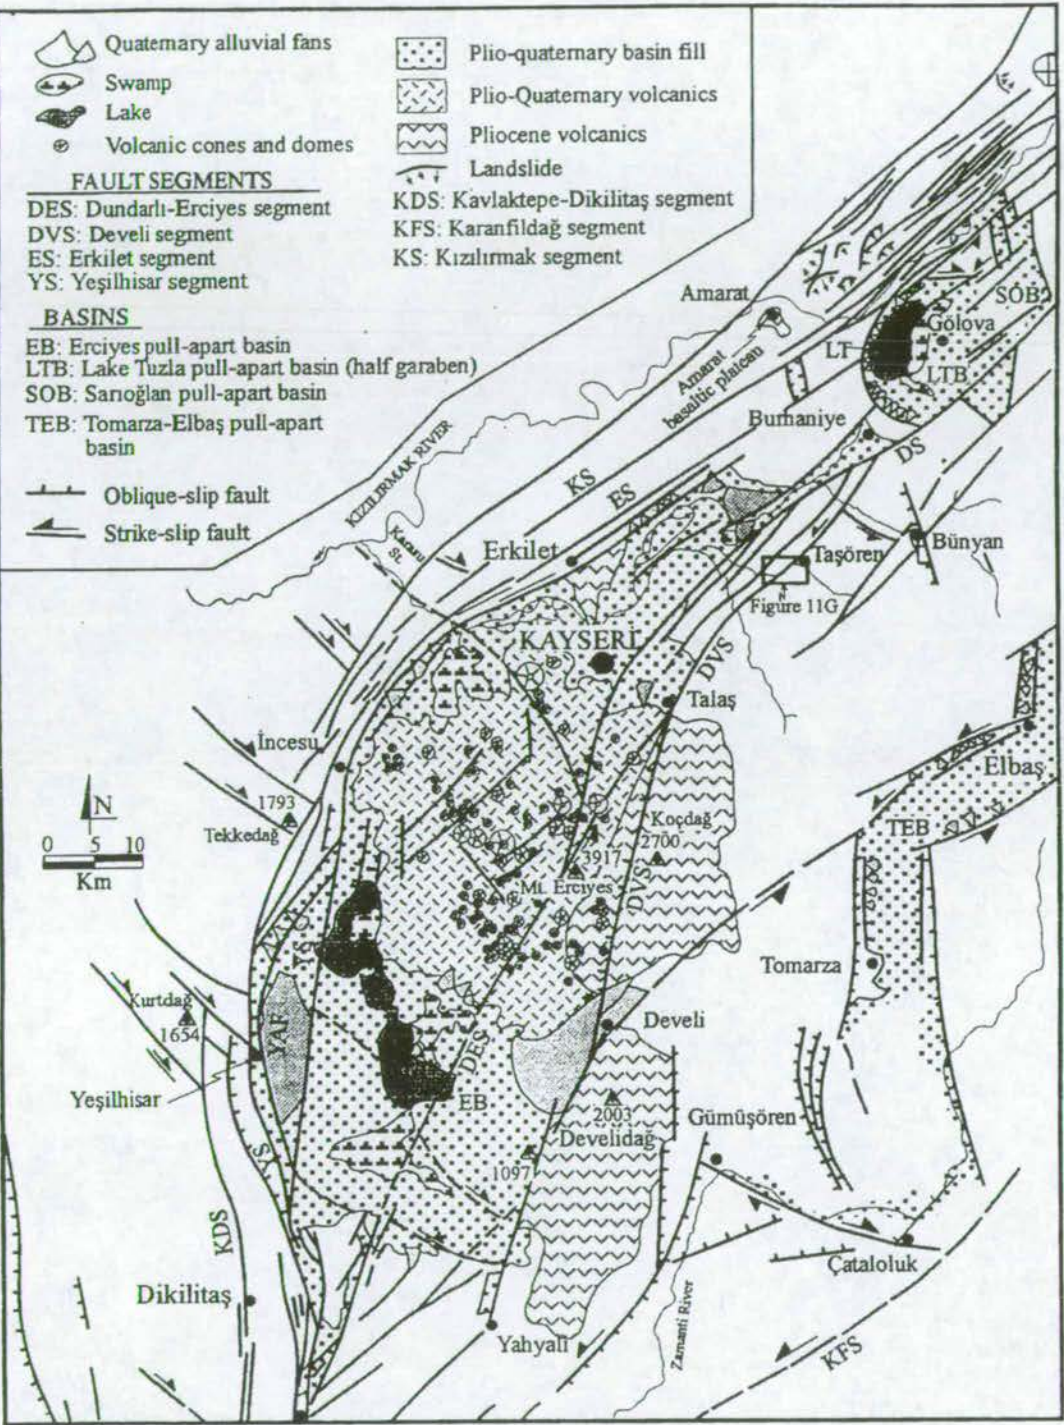 Quaternary alluvial fans
Swamp
Lake
Volcanic cones and domes
FAULT SEGMENTS
DES: Dundarlı-Erciyes segment
DVS: Develi segment
ES: Erkilet segment
YS: Yeşilhisar segment
BASINS
EB: Erciyes pull-apart basin
LTB: Lake Tuzla pull-apart basin (half garaben)
SOB: Sarıoğlan pull-apart basin
TEB: Tomarza-Elbaş pull-apart
basin
Oblique-slip fault
Strike-slip fault
Plio-quaternary basin fill
Plio-Quaternary volcanics
Pliocene volcanics
Landslide
KDS: Kavlaktepe-Dikilitaş segment
KFS: Karanfildağ segment
KS: Kızılırmak segment
Amarat
SOB
Gölova
LT
LTB
Amarat
basaltic plateau
Bumaniye
DS
KIZILIRMAK RIVER
KS
ES
Karasu
St.
Erkilet
Taşören
Bünyan
Figure 11G
KAYSERİ
DVS
Talaş
İncesu
Elbaş
N
1793
Tekkedağ
0 5 10
Km
Koçdağ
2700
TEB
3917
Mt. Erciyes
DVS
Tomarza
Kurtdağ
1654
YAF
Develi
DES
Yeşilhisar
EB
2003
Gümüşören
Develidağ
1097
YS
KDS
Çataloluk
Dikilitaş
Yahyalı
Zamantı River
KFS